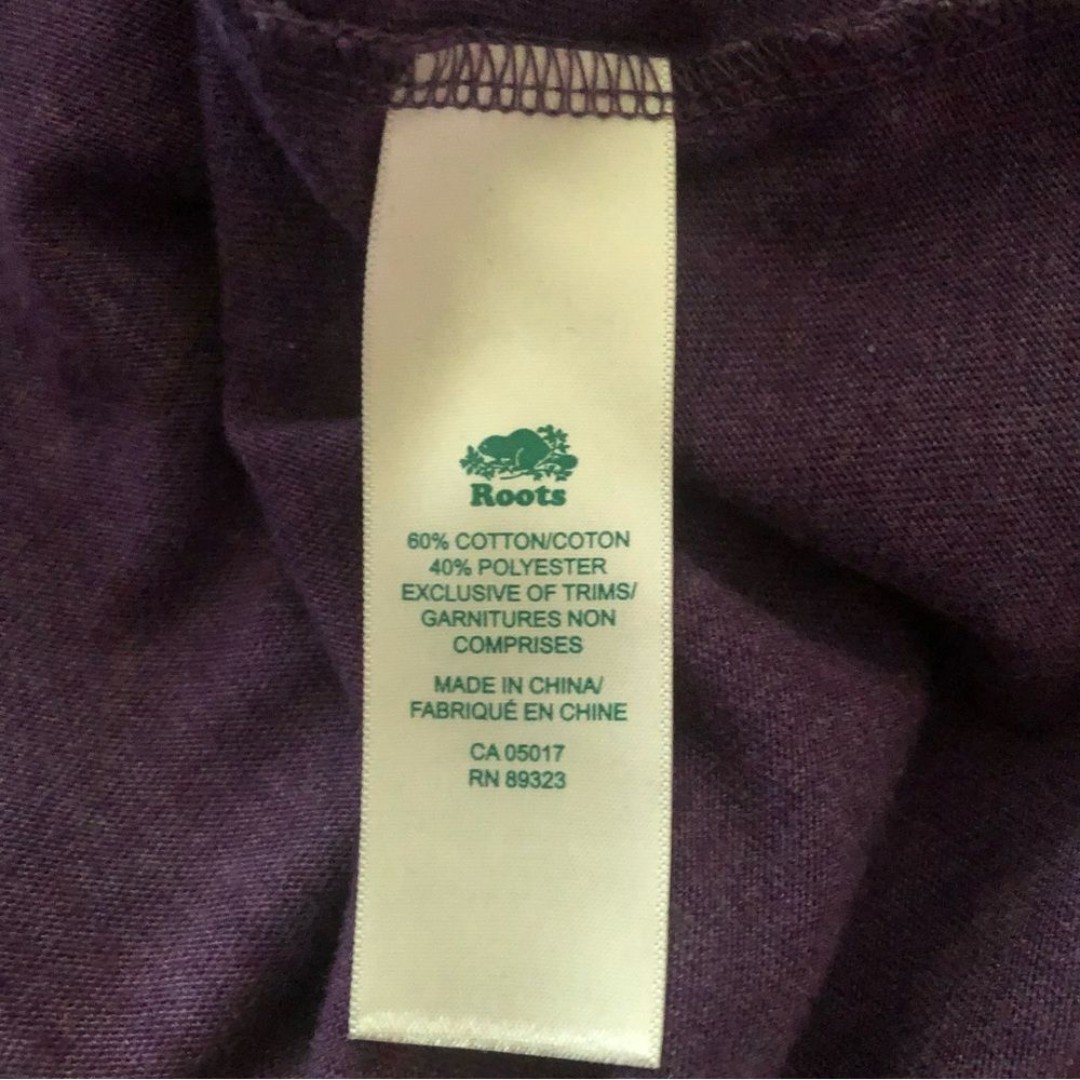 Roots
60% COTTON/COTON
40% POLYESTER
EXCLUSIVE OF TRIMS/
GARNITURES NON
COMPRISES
MADE IN CHINA/
FABRIQUÉ EN CHINE
CA 05017
RN 89323